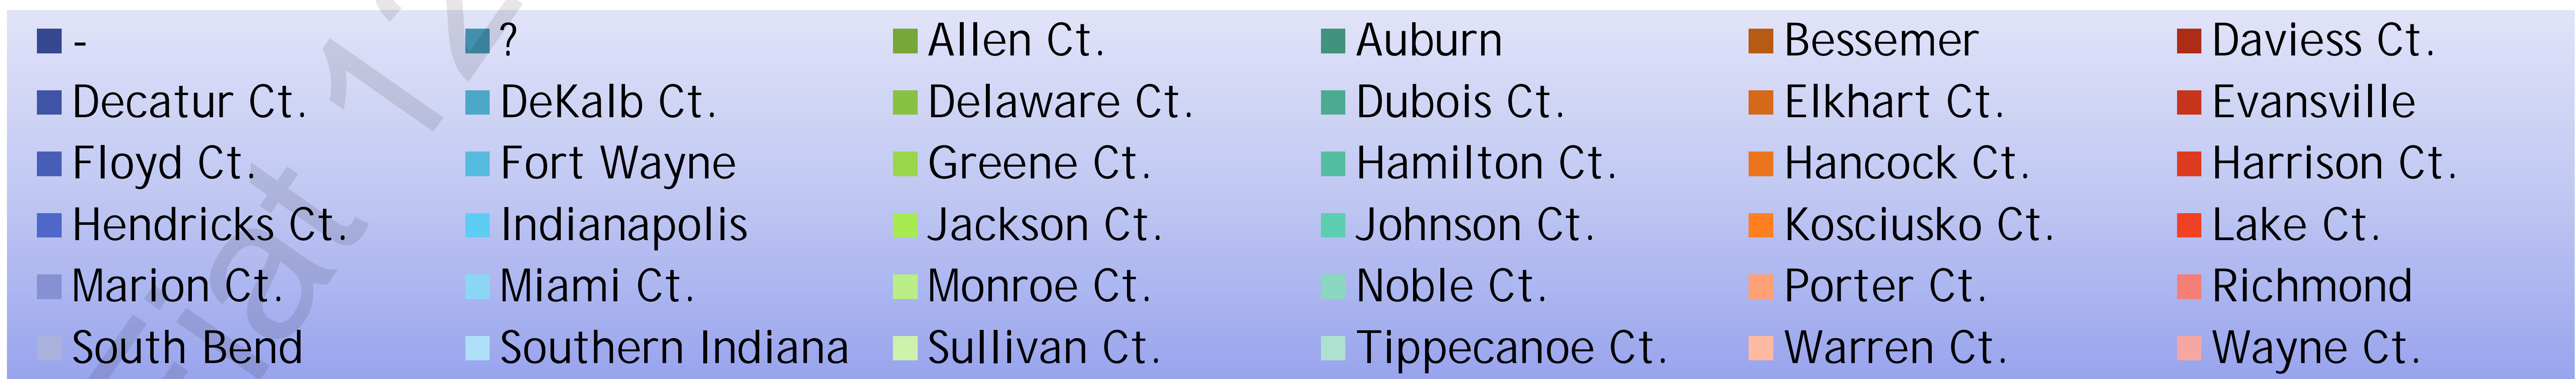 - ? Allen Ct. Auburn Bessemer Daviess Ct.
Decatur Ct. DeKalb Ct. Delaware Ct. Dubois Ct. Elkhart Ct. Evansville
Floyd Ct. Fort Wayne Greene Ct. Hamilton Ct. Hancock Ct. Harrison Ct.
Hendricks Ct. Indianapolis Jackson Ct. Johnson Ct. Kosciusko Ct. Lake Ct.
Marion Ct. Miami Ct. Monroe Ct. Noble Ct. Porter Ct. Richmond
South Bend Southern Indiana Sullivan Ct. Tippecanoe Ct. Warren Ct. Wayne Ct.
Fiat 12